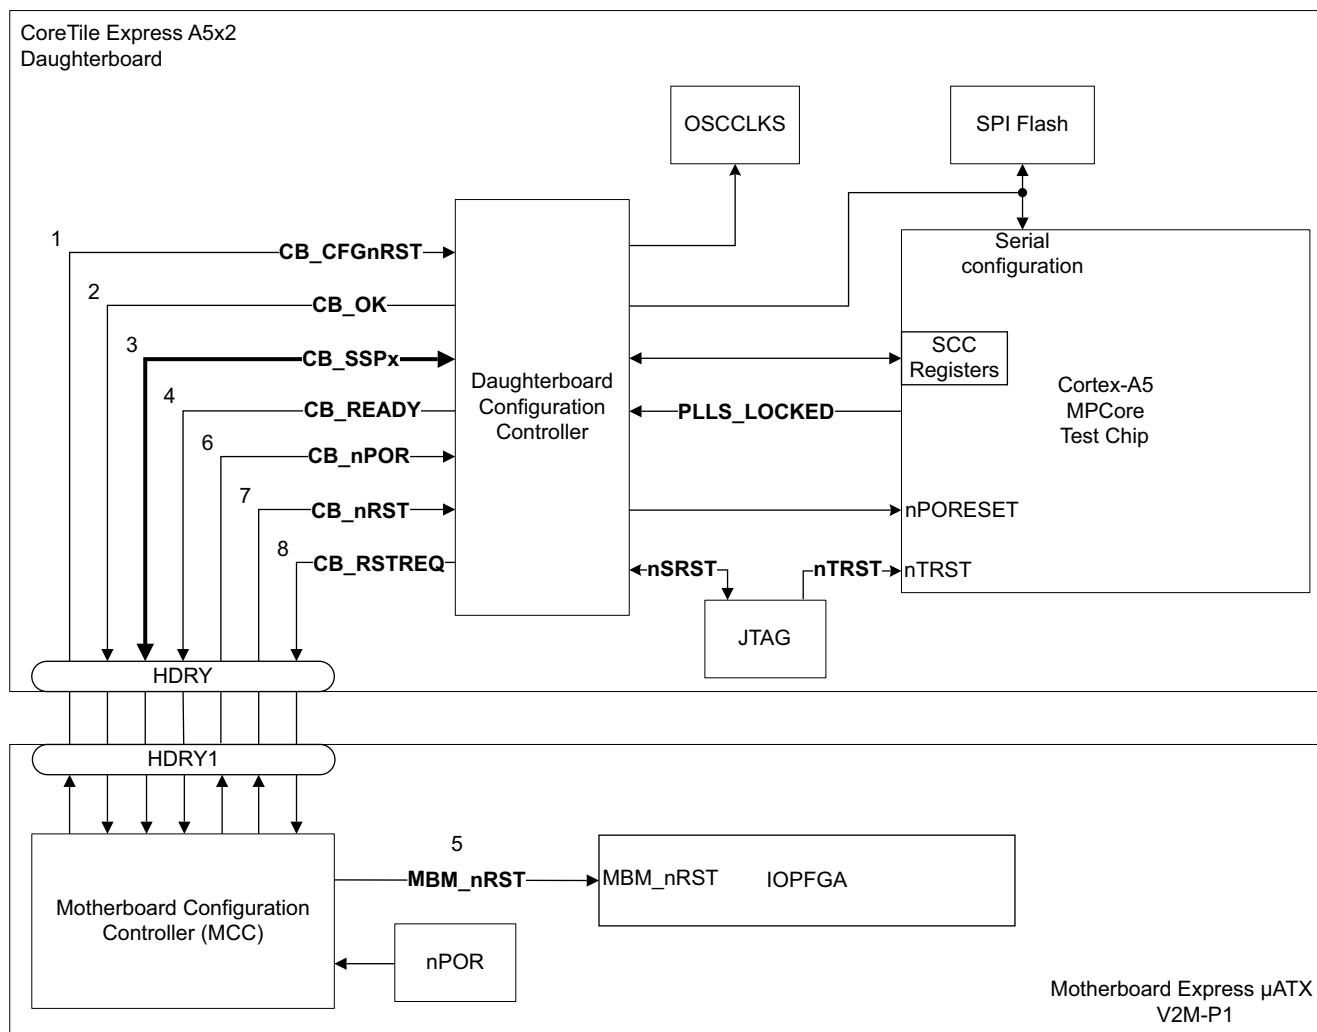 CoreTile Express A5x2
Daughterboard
OSCCLKS
SPI Flash
1
CB_CFGnRST
Serial
configuration
2
CB_OK
3
CB_SSPx
SCC
Registers
Daughterboard
Configuration
Controller
Cortex-A5
MPCore
Test Chip
4
CB_READY
PLLS_LOCKED
6
CB_nPOR
7
CB_nRST
nPORESET
8
CB_RSTREQ
nSRST
nTRST
nTRST
JTAG
HDRY
HDRY1
5
MBM_nRST
MBM_nRST
IOPFGA
Motherboard Configuration
Controller (MCC)
nPOR
Motherboard Express µATX
V2M-P1